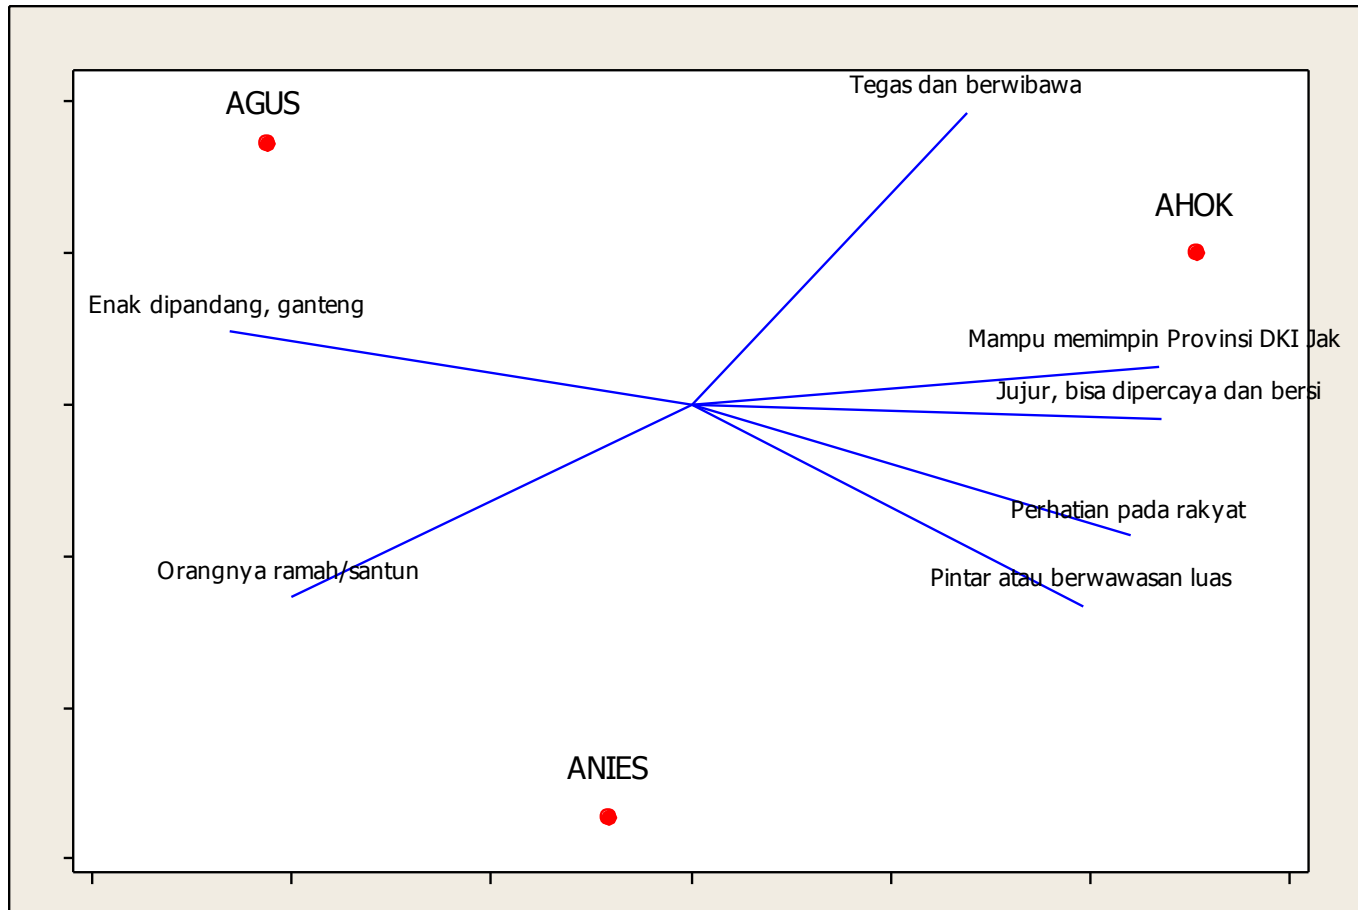 Tegas dan berwibawa
AGUS
AHOK
Enak dipandang, ganteng
Mampu memimpin Provinsi DKI Jak
Jujur, bisa dipercaya dan bersi
Perhatian pada rakyat
Orangnya ramah/santun
Pintar atau berwawasan luas
ANIES